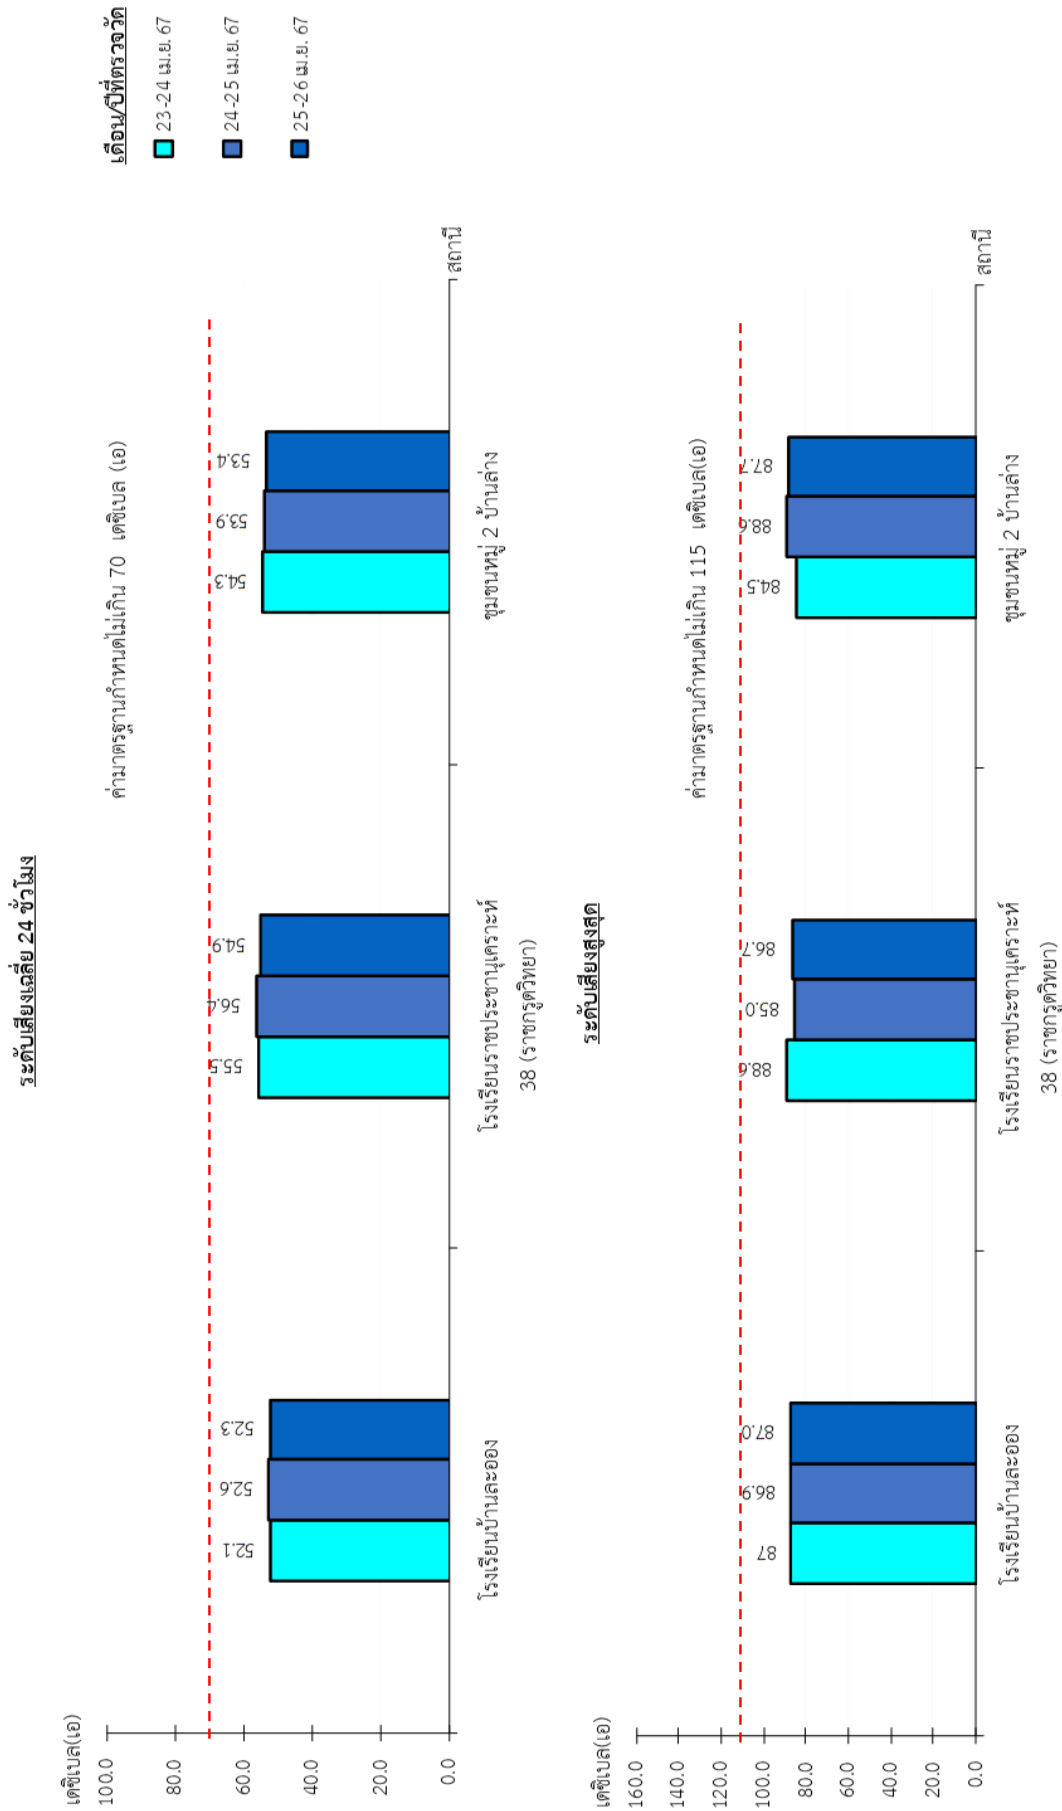 ระดับเสียงเฉลี่ย 24 ชั่วโมง
เดือน/ปีที่ตรวจวัด
23-24 เม.ย. 67
24-25 เม.ย. 67
25-26 เม.ย. 67
เดซิเบล(เอ)
ค่ามาตรฐานกำหนดไม่เกิน 70 เดซิเบล (เอ)
100.0
80.0
60.0
40.0
20.0
0.0
52.1
52.6
52.3
55.5
56.4
54.9
54.3
53.9
53.4
สถานี
โรงเรียนบ้านละออง
โรงเรียนราชประชานุเคราะห์
38 (ราชกรูดวิทยา)
ชุมชนหมู่ 2 บ้านล่าง
ระดับเสียงสูงสุด
เดซิเบล(เอ)
ค่ามาตรฐานกำหนดไม่เกิน 115 เดซิเบล(เอ)
160.0
140.0
120.0
100.0
80.0
60.0
40.0
20.0
0.0
87
86.9
87.0
88.6
85.0
86.7
84.5
88.6
87.7
สถานี
โรงเรียนบ้านละออง
โรงเรียนราชประชานุเคราะห์
38 (ราชกรูดวิทยา)
ชุมชนหมู่ 2 บ้านล่าง